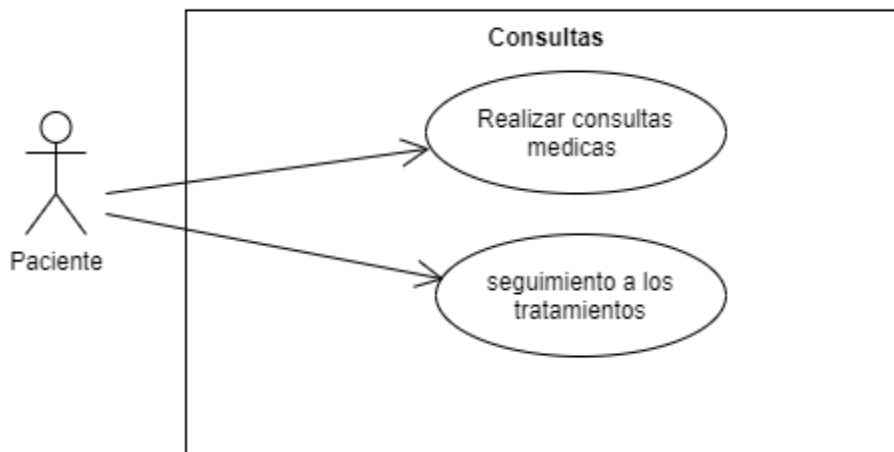 Consultas
Realizar consultas
medicas
Paciente
seguimiento a los
tratamientos